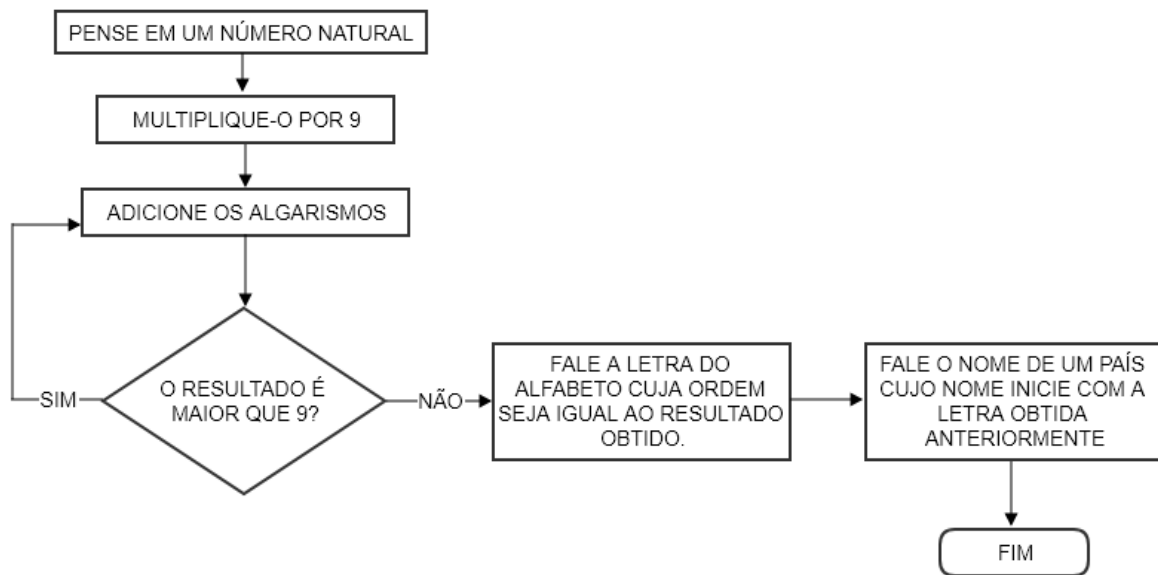 PENSE EM UM NÚMERO NATURAL
MULTIPLIQUE-O POR 9
ADICIONE OS ALGARISMOS
O RESULTADO É
MAIOR QUE 9?
SIM
NÃO
FALE A LETRA DO
ALFABETO CUJA ORDEM
SEJA IGUAL AO RESULTADO
OBTIDO.
FALE O NOME DE UM PAÍS
CUJO NOME INICIE COM A
LETRA OBTIDA
ANTERIORMENTE
FIM